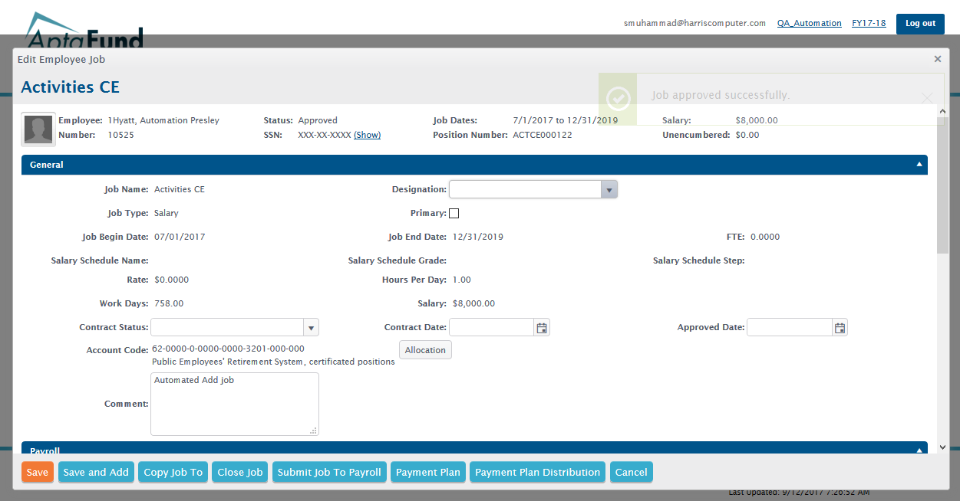 smuhammad@harriscomputer.com QA_Automation FY17-18 Log out
AptaFund
Edit Employee Job
Activities CE
Job approved successfully.
Employee: 1Hyatt, Automation Presley Status: Approved Job Dates: 7/1/2017 to 12/31/2019 Salary: $8,000.00
Number: 10525 SSN: XXX-XX-XXXX (Show) Position Number: ACTCE000122 Unencumbered: $0.00
General
Job Name: Activities CE Designation:
Job Type: Salary Primary:
Job Begin Date: 07/01/2017 Job End Date: 12/31/2019 FTE: 0.0000
Salary Schedule Name: Salary Schedule Grade: Salary Schedule Step:
Rate: $0.0000 Hours Per Day: 1.00
Work Days: 758.00 Salary: $8,000.00
Contract Status: Contract Date: Approved Date:
Account Code: 62-0000-0-0000-0000-3201-000-000 Allocation
Public Employees' Retirement System, certificated positions
Automated Add job
Comment:
Payroll
Save Save and Add Copy Job To Close Job Submit Job To Payroll Payment Plan Payment Plan Distribution Cancel
Last Updated: 9/12/2017 7:26:52 AM